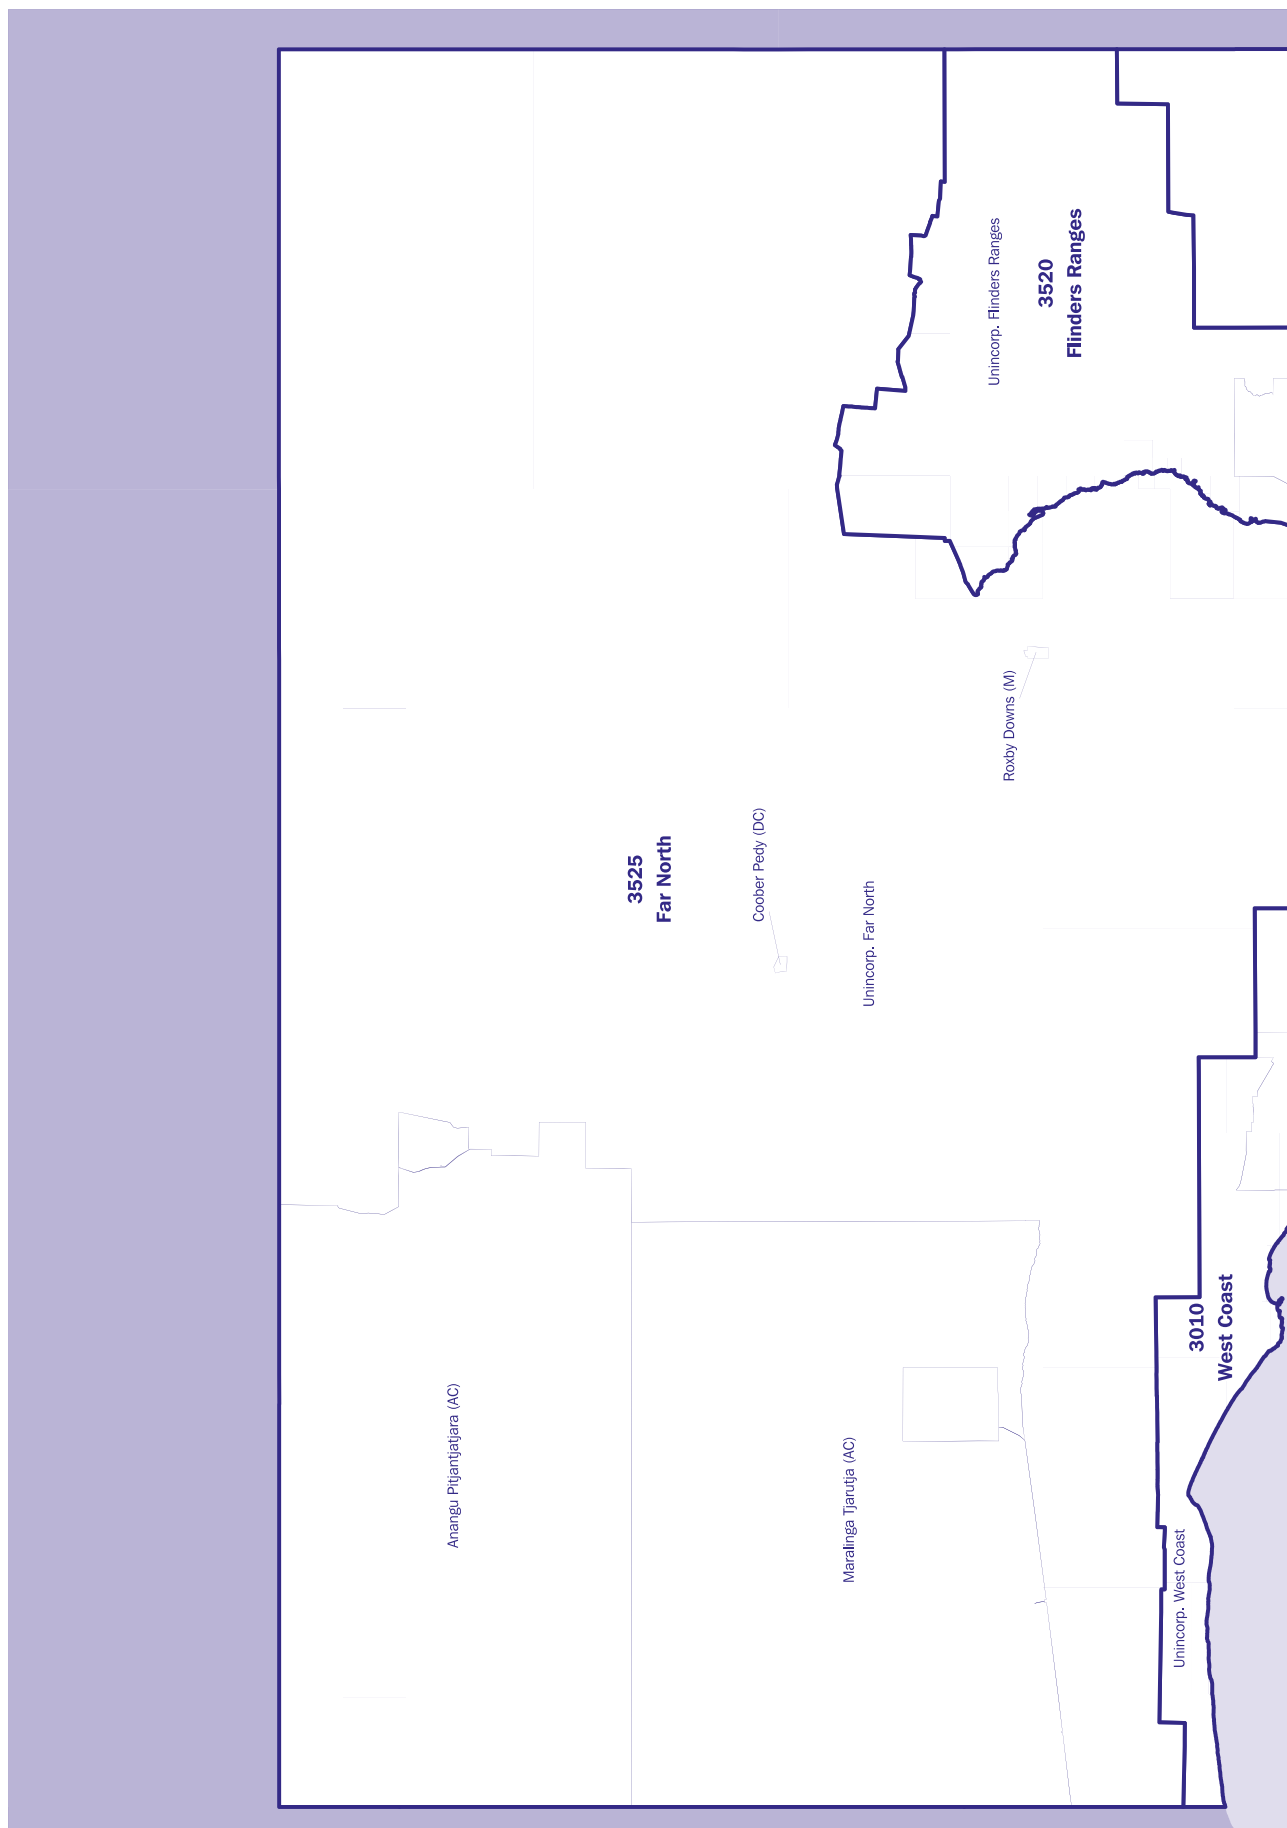 Anangu Pitjantjatjara (AC)
3525
Far North
Coober Pedy (DC)
Maralinga Tjarutja (AC)
Unincorp. Far North
Unincorp. Flinders Ranges
Roxby Downs (M)
3520
Flinders Ranges
Unincorp. West Coast
3010
West Coast